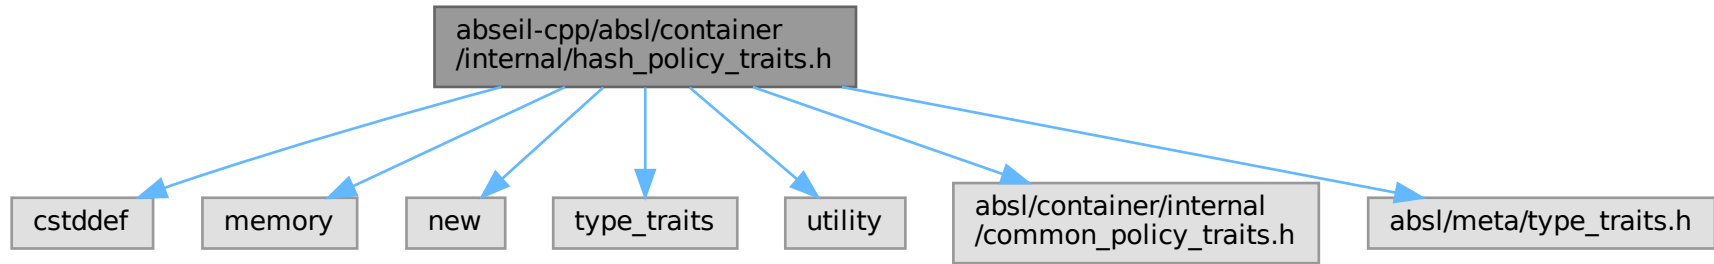 abseil-cpp/absl/container
/internal/hash_policy_traits.h
cstddef
memory
new
type_traits
utility
absl/container/internal
/common_policy_traits.h
absl/meta/type_traits.h